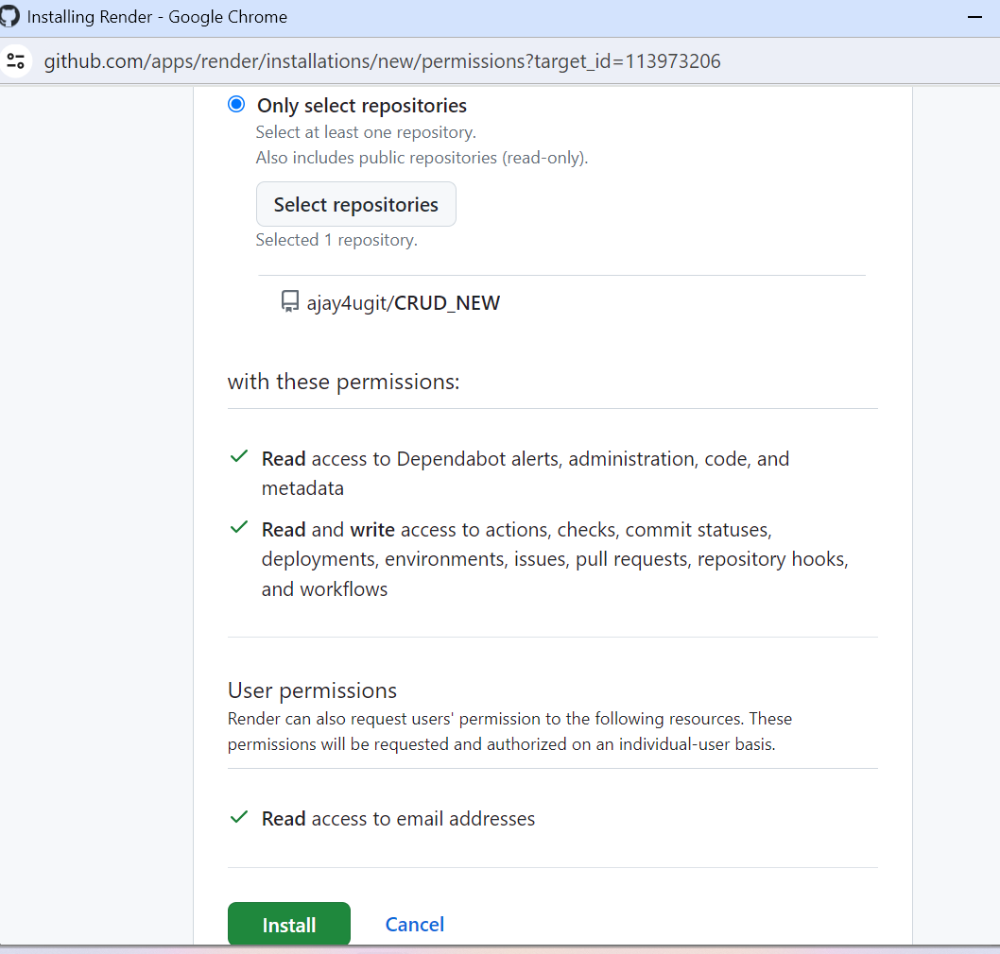 Installing Render - Google Chrome
github.com/apps/render/installations/new/permissions?target_id=113973206
Only select repositories
Select at least one repository.
Also includes public repositories (read-only).
Select repositories
Selected 1 repository.
ajay4ugit/CRUD_NEW
with these permissions:
Read access to Dependabot alerts, administration, code, and
metadata
Read and write access to actions, checks, commit statuses,
deployments, environments, issues, pull requests, repository hooks,
and workflows
User permissions
Render can also request users' permission to the following resources. These
permissions will be requested and authorized on an individual-user basis.
Read access to email addresses
Install Cancel